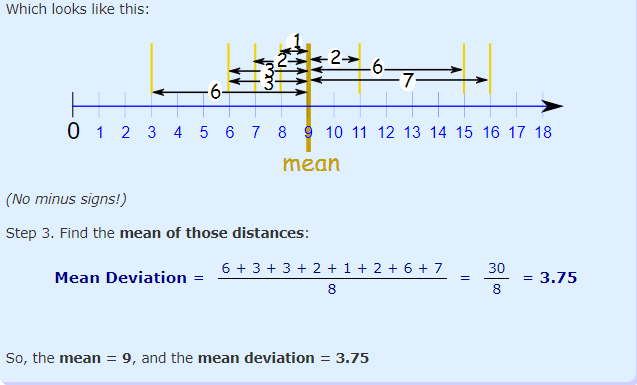 Which looks like this:
1
2 2
3 6
3 7
6
0 1 2 3 4 5 6 7 8 9 10 11 12 13 14 15 16 17 18
mean
(No minus signs!)
Step 3. Find the mean of those distances:
Mean Deviation = 6 + 3 + 3 + 2 + 1 + 2 + 6 + 7 / 8 = 30 / 8 = 3.75
So, the mean = 9, and the mean deviation = 3.75